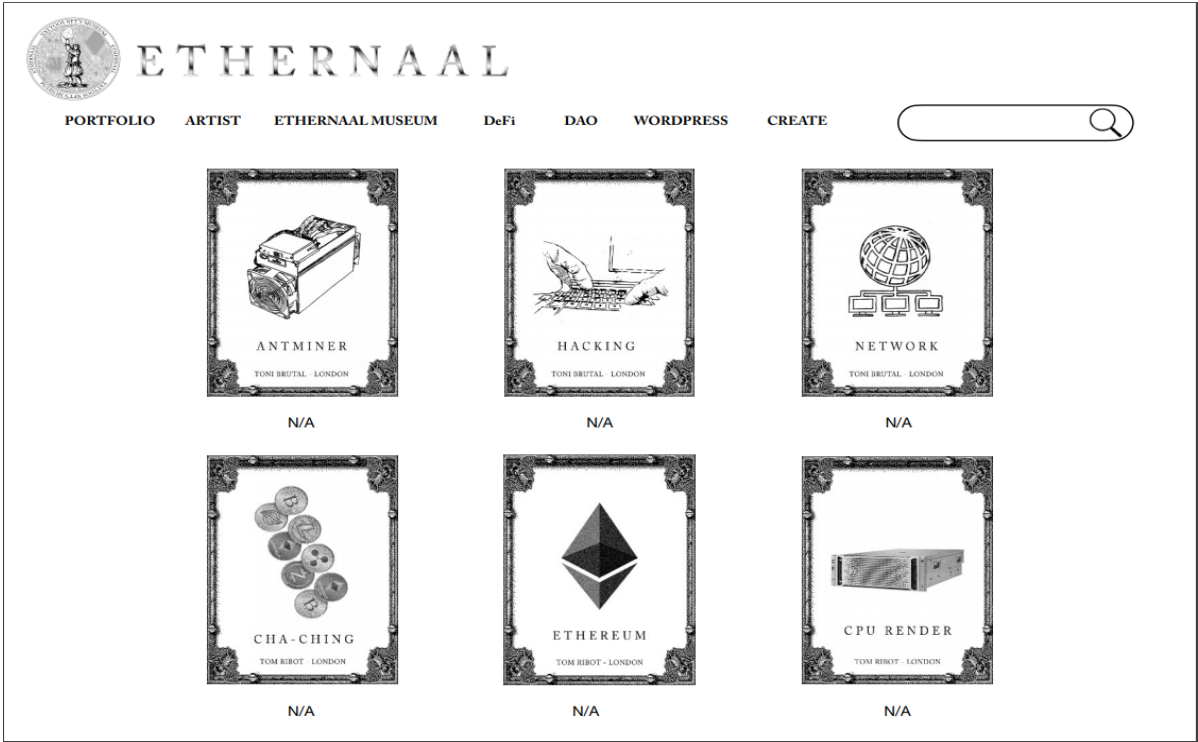 ETHERNAAL
PORTFOLIO ARTIST ETHERNAAL MUSEUM DeFi DAO WORDPRESS CREATE
ANTMINER
TONI BRUTAL - LONDON
N/A
HACKING
TONI BRUTAL - LONDON
N/A
NETWORK
TONI BRUTAL - LONDON
N/A
CHA-CHING
TOM RIBOT - LONDON
N/A
ETHEREUM
TOM RIBOT - LONDON
N/A
CPU RENDER
TOM RIBOT - LONDON
N/A